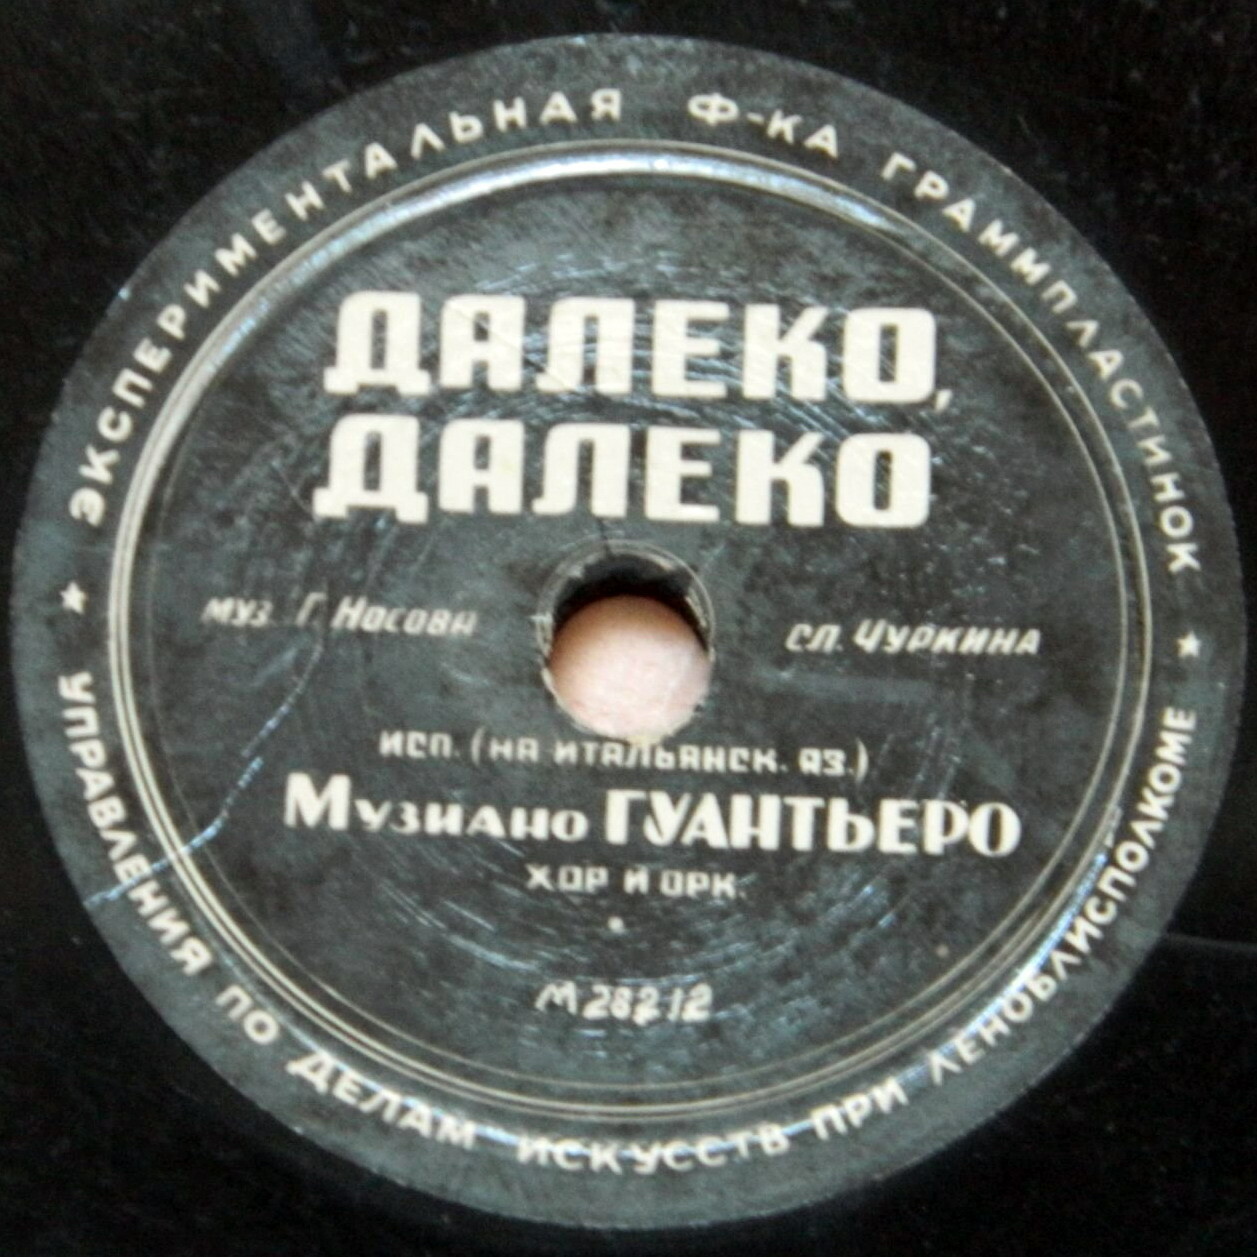 ЭКСПЕРИМЕНТАЛЬНАЯ Ф-КА ГРАММПЛАСТИНОК
ДАЛЕКО,
ДАЛЕКО
муз. Г. Носова
сл. Чуркина
исп. (на итальянск. яз.)
Музиано ГУАНТЬЕРО
хор и орк.
М 28212
★ УПРАВЛЕНИЯ ПО ДЕЛАМ ИСКУССТВ ПРИ ЛЕНОБЛИСПОЛКОМЕ ★